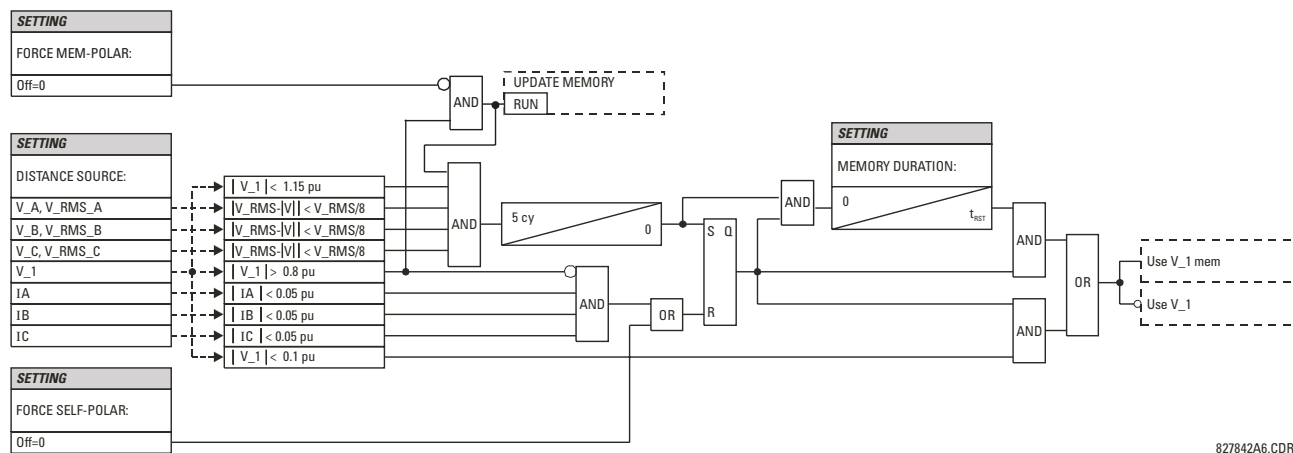 SETTING
FORCE MEM-POLAR:
Off=0
AND
UPDATE MEMORY
RUN
SETTING
DISTANCE SOURCE:
V_A, V_RMS_A
V_B, V_RMS_B
V_C, V_RMS_C
V_1
IA
IB
IC
| V_1 | < 1.15 pu
|V_RMS-|V|| < V_RMS/8
|V_RMS-|V|| < V_RMS/8
|V_RMS-|V|| < V_RMS/8
| V_1 | > 0.8 pu
| IA | < 0.05 pu
| IB | < 0.05 pu
| IC | < 0.05 pu
| V_1 | < 0.1 pu
AND
5 cy
0
AND
OR
S Q
R
AND
SETTING
MEMORY DURATION:
0
tRST
AND
AND
OR
Use V_1 mem
Use V_1
SETTING
FORCE SELF-POLAR:
Off=0
827842A6.CDR